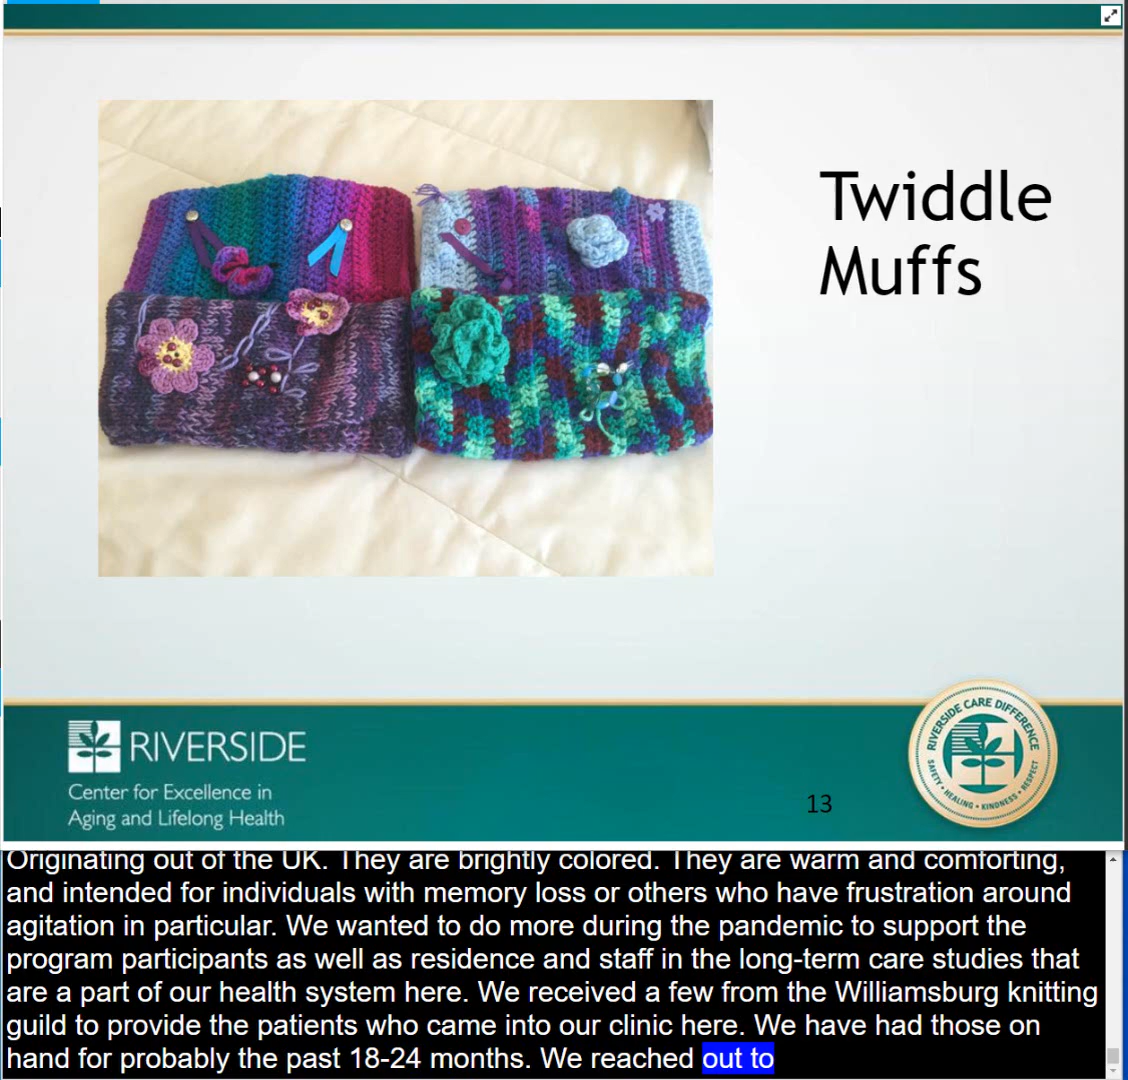 Twiddle
Muffs
RIVERSIDE
Center for Excellence in
Aging and Lifelong Health
13
RIVERSIDE CARE DIFFERENCE
SAFETY • HEALING • KINDNESS • RESPECT
Originating out of the UK. They are brightly colored. They are warm and comforting,
and intended for individuals with memory loss or others who have frustration around
agitation in particular. We wanted to do more during the pandemic to support the
program participants as well as residence and staff in the long-term care studies that
are a part of our health system here. We received a few from the Williamsburg knitting
guild to provide the patients who came into our clinic here. We have had those on
hand for probably the past 18-24 months. We reached out to